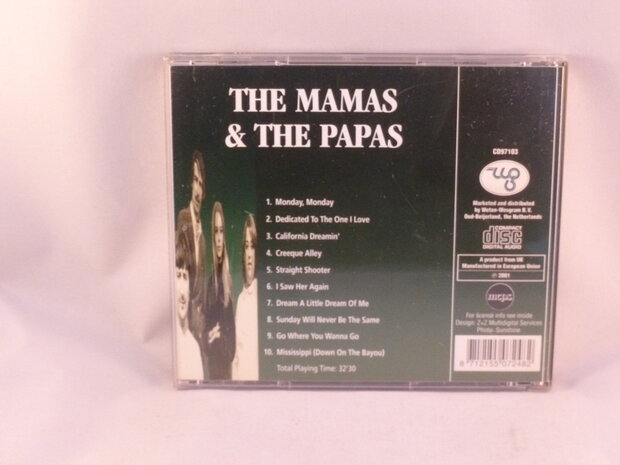 THE MAMAS
& THE PAPAS
1. Monday, Monday
2. Dedicated To The One I Love
3. California Dreamin'
4. Creeque Alley
5. Straight Shooter
6. I Saw Her Again
7. Dream A Little Dream Of Me
8. Sunday Will Never Be The Same
9. Go Where You Wanna Go
10. Mississippi (Down On The Bayou)
Total Playing Time: 32'30
CD97103
Marketed and distributed
by Weton-Wesgram B.V.
Oud-Beijerland, the Netherlands
COMPACT
disc
DIGITAL AUDIO
A product from UK
Manufactured in European Union
℗ 2001
mcps
For license info see inside
Design: Z+Z Multidigital Services
Photo: Sunshine
8 712155 072482